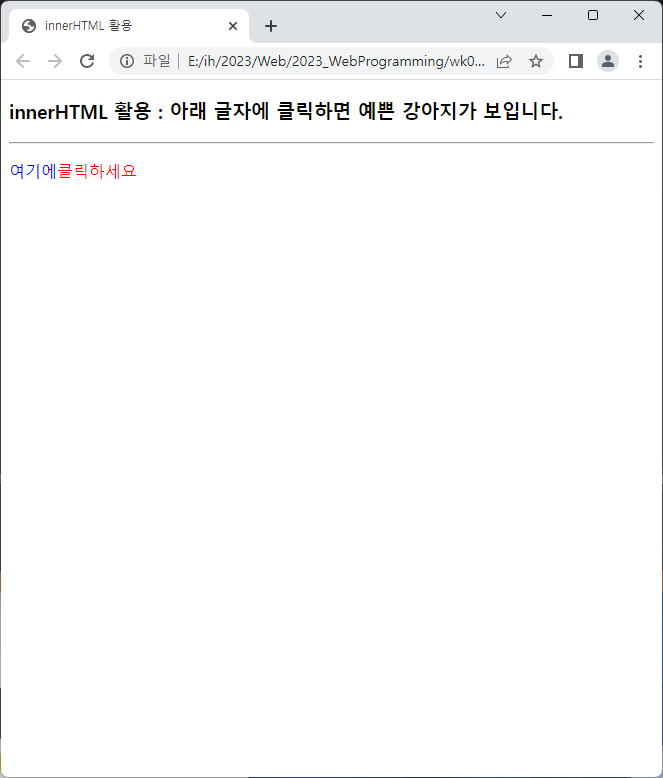 innerHTML 활용
파일 E:/ih/2023/Web/2023_WebProgramming/wk0...
innerHTML 활용 : 아래 글자에 클릭하면 예쁜 강아지가 보입니다.
여기에클릭하세요